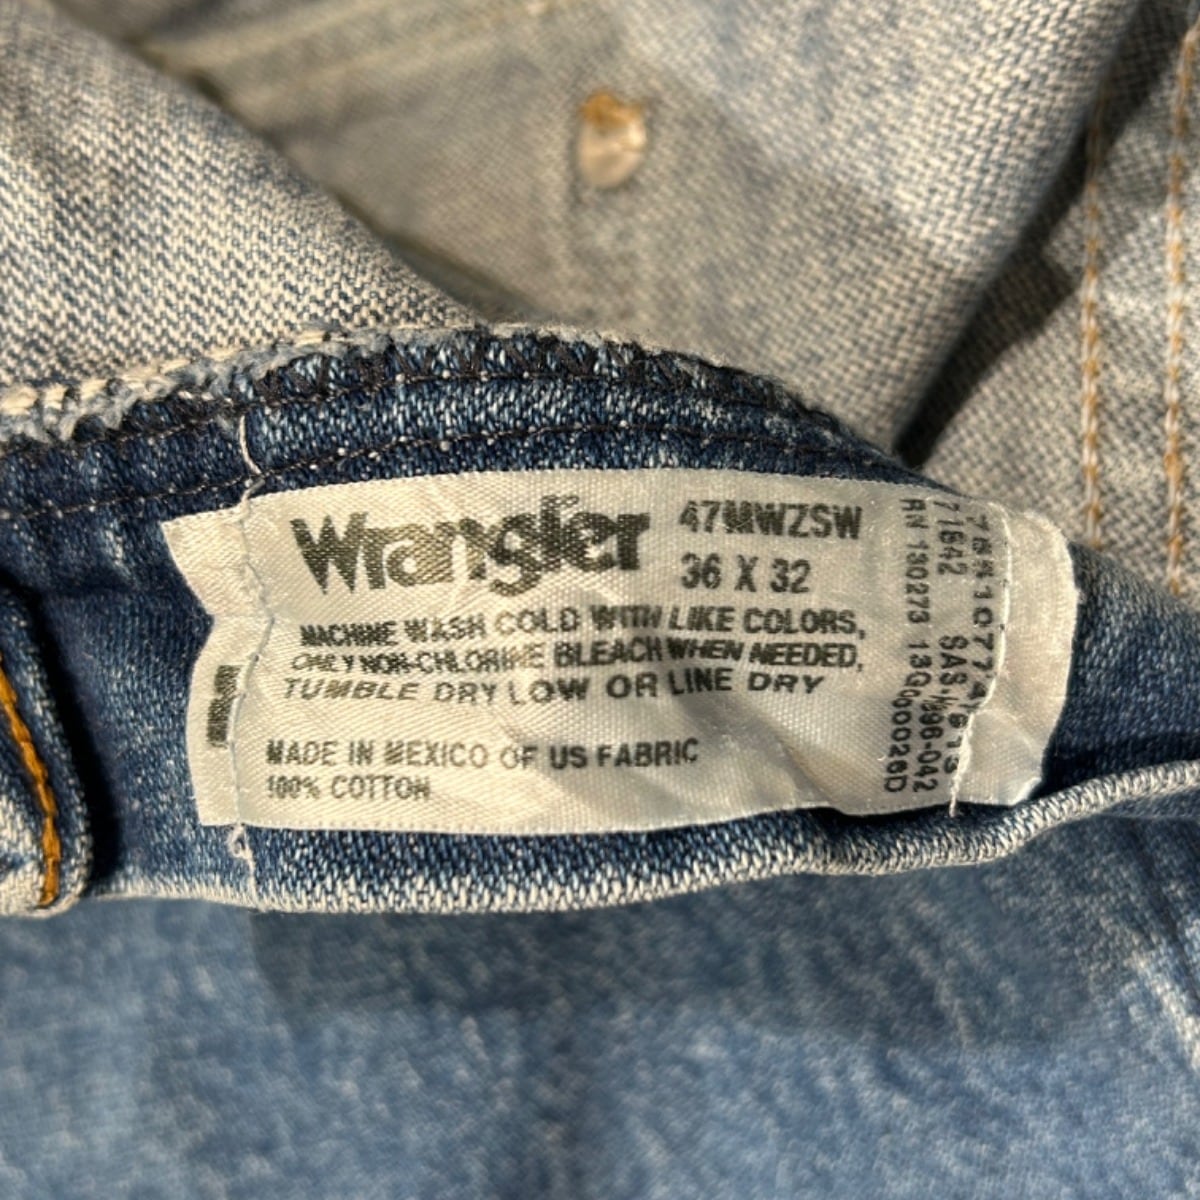 Wrangler
47MWZSW
36 X 32
MACHINE WASH COLD WITH LIKE COLORS,
ONLY NON-CHLORINE BLEACH WHEN NEEDED,
TUMBLE DRY LOW OR LINE DRY
MADE IN MEXICO OF US FABRIC
100% COTTON
71642
RN 130273